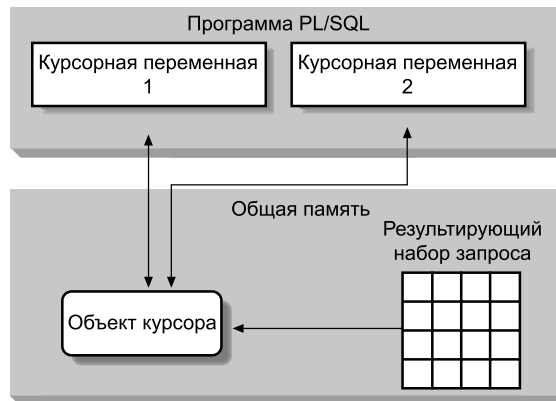 Программа PL/SQL
Курсорная переменная
1
Курсорная переменная
2
Общая память
Результирующий
набор запроса
Объект курсора